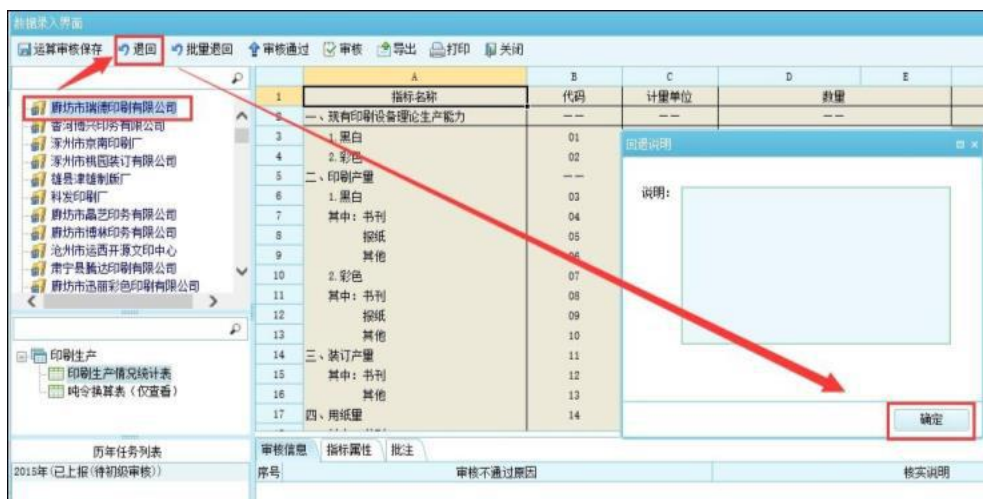 数据录入界面
运算审核保存 退回 批量退回 审核通过 审核 导出 打印 关闭
廊坊市瑞德印刷有限公司
香河博兴印务有限公司
涿州市京南印刷厂
涿州市桃园装订有限公司
雄县津雄制版厂
科发印刷厂
廊坊市晶艺印务有限公司
廊坊市博林印务有限公司
沧州市运西开源文印中心
肃宁县腾达印刷有限公司
廊坊市迅丽彩色印刷有限公司
印刷生产
印刷生产情况统计表
吨令换算表（仅查看）
历年任务列表
2015年(已上报(待初级审核))
A B C D E
1 指标名称 代码 计量单位 数量
2 一、现有印刷设备理论生产能力 —— —— ——
3 1.黑白 01
4 2.彩色 02
5 二、印刷产量 ——
6 1.黑白 03
7 其中：书刊 04
8 报纸 05
9 其他 06
10 2.彩色 07
11 其中：书刊 08
12 报纸 09
13 其他 10
14 三、装订产量 11
15 其中：书刊 12
16 其他 13
17 四、用纸量 14
回退说明
说明：
确定
审核信息 指标属性 批注
序号 审核不通过原因 核实说明